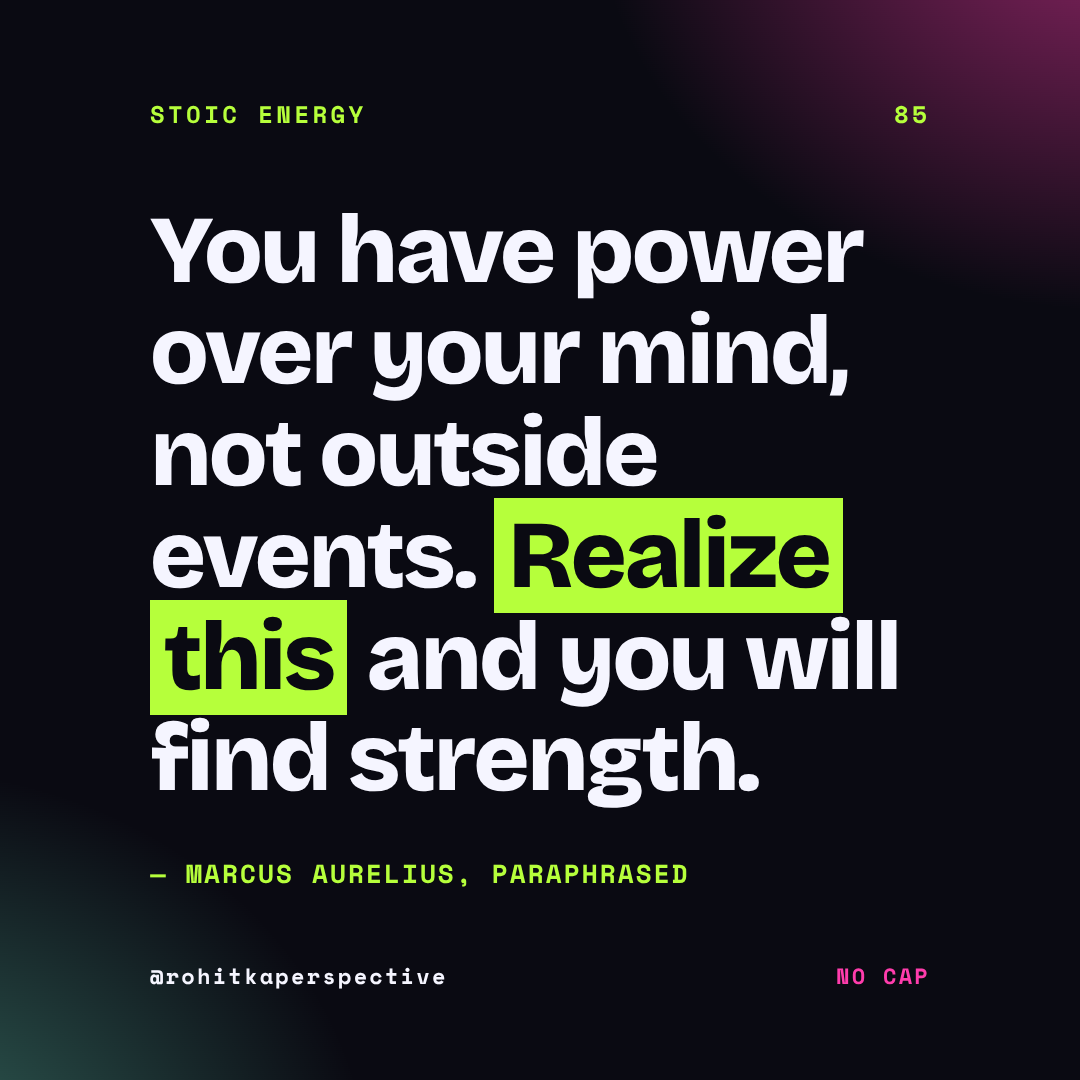 STOIC ENERGY
85
You have power
over your mind,
not outside
events. Realize
this and you will
find strength.
— MARCUS AURELIUS, PARAPHRASED
@rohitkaperspective
NO CAP